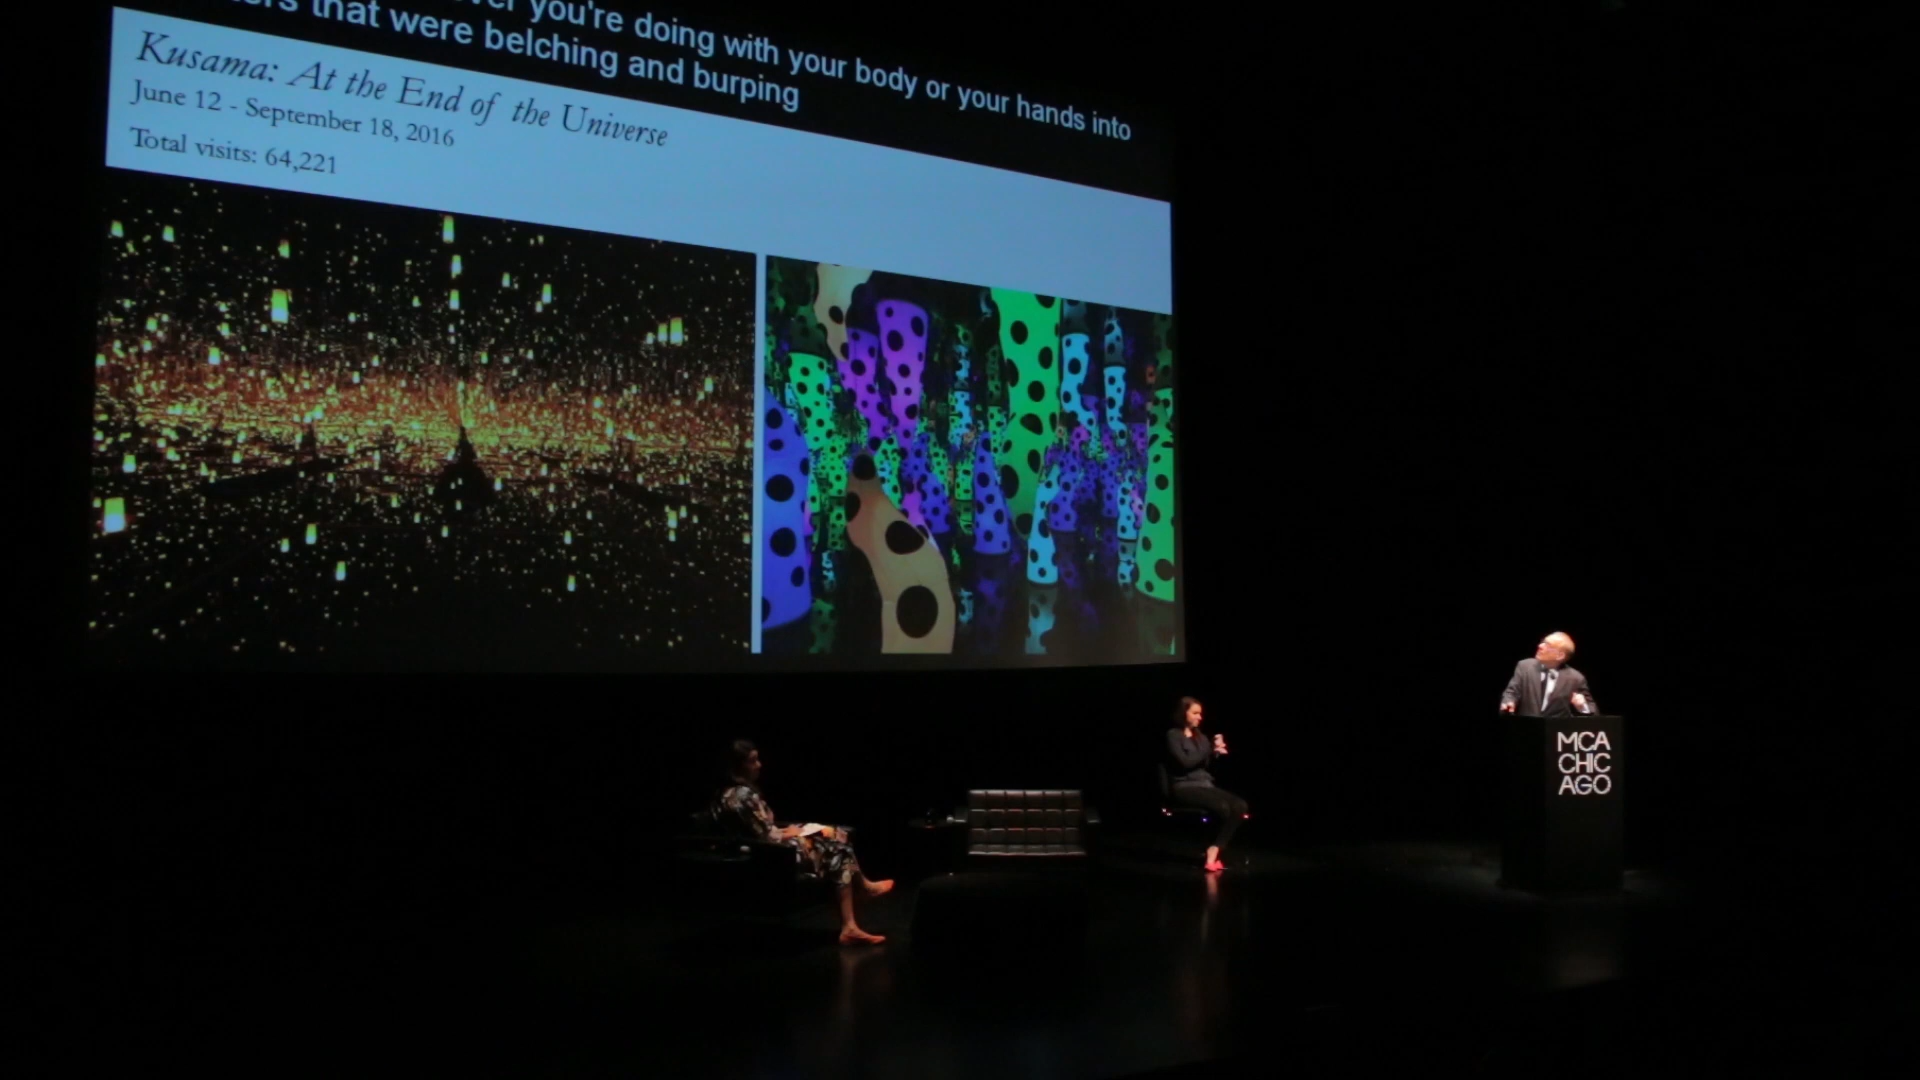 you're doing with your body or your hands into
that were belching and burping
Kusama: At the End of the Universe
June 12 - September 18, 2016
Total visits: 64,221
MCA
CHIC
AGO